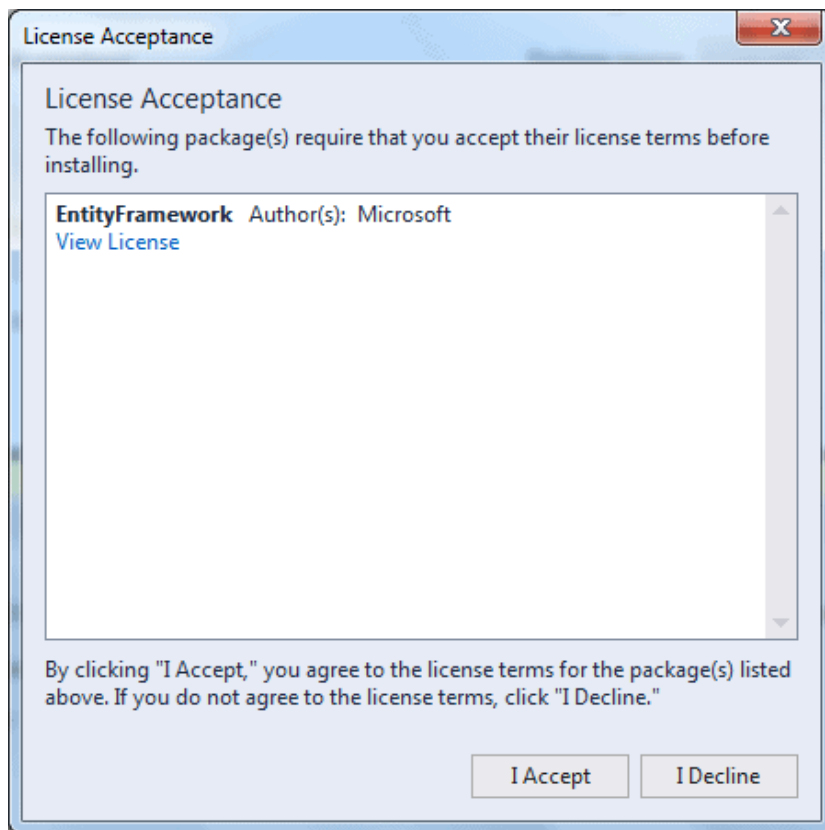 License Acceptance
License Acceptance
The following package(s) require that you accept their license terms before
installing.
EntityFramework Author(s): Microsoft
View License
By clicking "I Accept," you agree to the license terms for the package(s) listed
above. If you do not agree to the license terms, click "I Decline."
I Accept I Decline